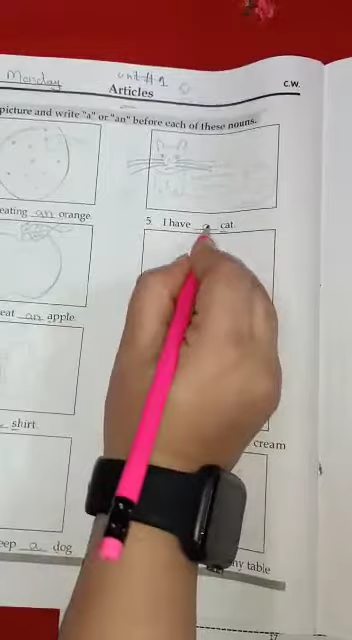 Monday unit#1
Articles C.W.
picture and write "a" or "an" before each of these nouns.
eating an orange
5 I have a cat
eat an apple
shirt
cream
eep a dog
my table